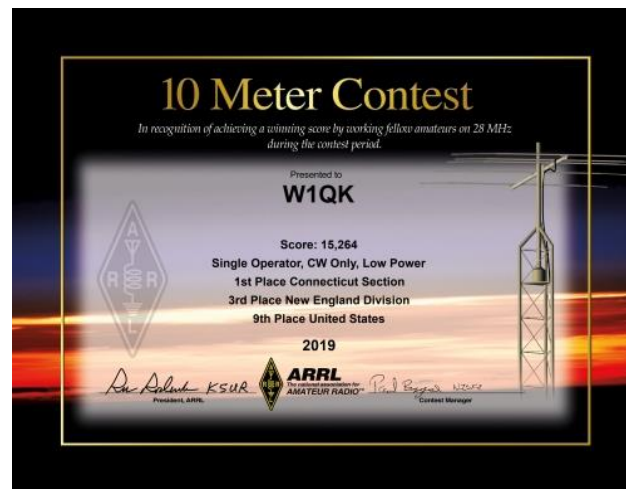 10 Meter Contest
In recognition of achieving a winning score by working fellow amateurs on 28 MHz
during the contest period.
Presented to
W1QK
Score: 15,264
Single Operator, CW Only, Low Power
1st Place Connecticut Section
3rd Place New England Division
9th Place United States
2019
A
R R
L
K5UR
President, ARRL
A
R R
L
ARRL
The national association for
AMATEUR RADIO™
Contest Manager